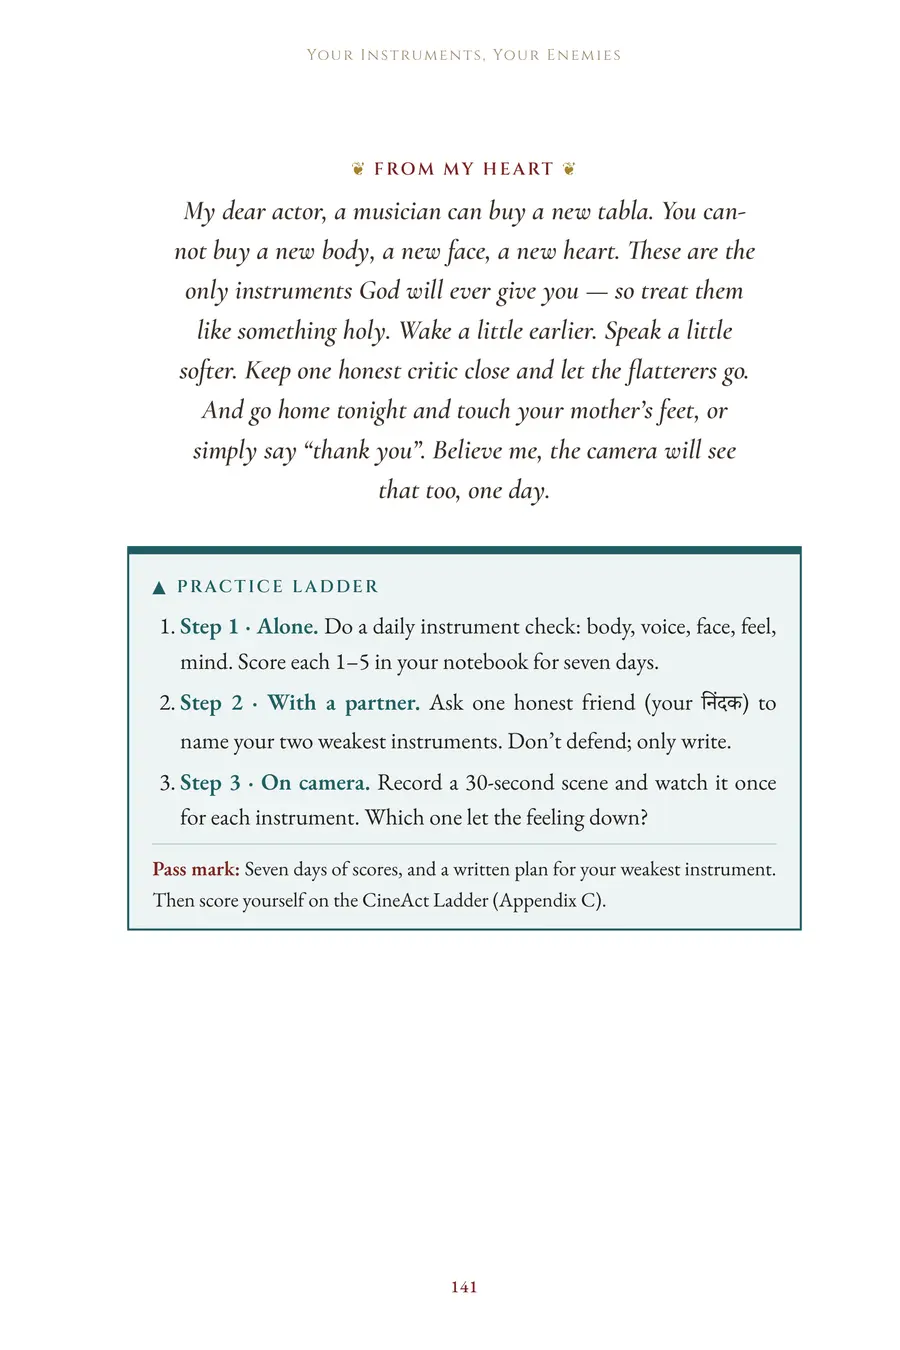 Your Instruments, Your Enemies
❦ FROM MY HEART ❦
My dear actor, a musician can buy a new tabla. You can-
not buy a new body, a new face, a new heart. These are the
only instruments God will ever give you — so treat them
like something holy. Wake a little earlier. Speak a little
softer. Keep one honest critic close and let the flatterers go.
And go home tonight and touch your mother’s feet, or
simply say “thank you”. Believe me, the camera will see
that too, one day.
▲ PRACTICE LADDER
1. Step 1 · Alone. Do a daily instrument check: body, voice, face, feel,
mind. Score each 1–5 in your notebook for seven days.
2. Step 2 · With a partner. Ask one honest friend (your निंदक) to
name your two weakest instruments. Don’t defend; only write.
3. Step 3 · On camera. Record a 30-second scene and watch it once
for each instrument. Which one let the feeling down?
Pass mark: Seven days of scores, and a written plan for your weakest instrument.
Then score yourself on the CineAct Ladder (Appendix C).
141